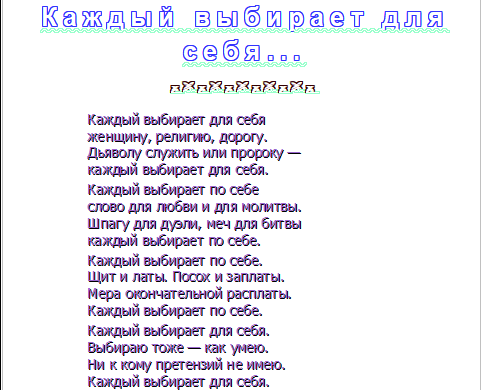 Каждый выбирает для
себя...
Каждый выбирает для себя
женщину, религию, дорогу.
Дьяволу служить или пророку —
каждый выбирает для себя.
Каждый выбирает по себе
слово для любви и для молитвы.
Шпагу для дуэли, меч для битвы
каждый выбирает по себе.
Каждый выбирает по себе.
Щит и латы. Посох и заплаты.
Мера окончательной расплаты.
Каждый выбирает по себе.
Каждый выбирает для себя.
Выбираю тоже — как умею.
Ни к кому претензий не имею.
Каждый выбирает для себя.